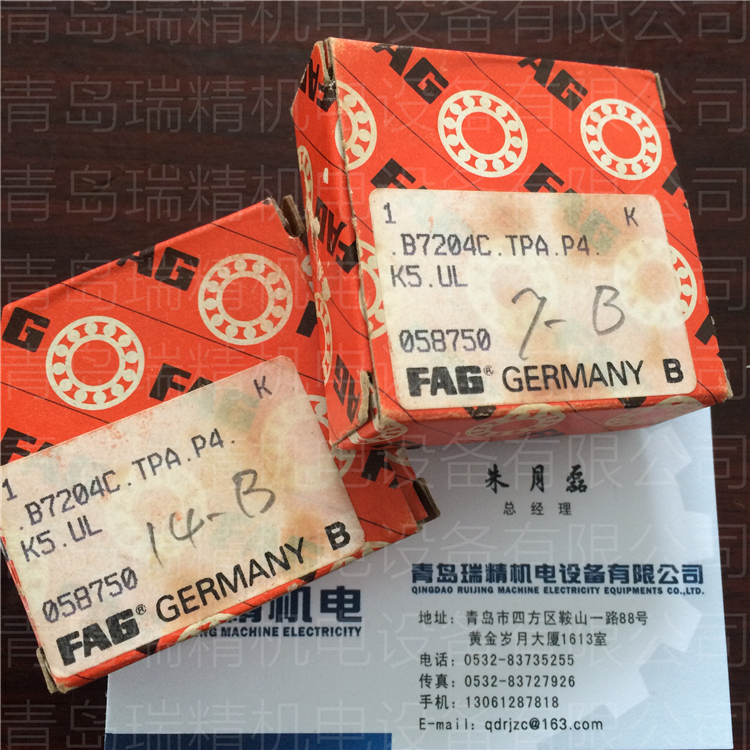 青岛瑞精机电设备有限公司
FAG
1 K
.B7204C.TPA.P4.
K5.UL
7-B
058750
FAG® GERMANY B
FAG
1 K
.B7204C.TPA.P4.
K5.UL
14-B
058750
FAG® GERMANY B
朱月磊
总经理
青岛瑞精机电设备有限公司
QINGDAO RUIJING MACHINE ELECTRICITY EQUIPMENTS CO.,LTD.
地址：青岛市四方区鞍山一路88号
黄金岁月大厦1613室
电话：0532-83735255
传真：0532-83727926
手机：13061287818
E-mail: qdrjzc@163.com
精机电
MACHINE ELECTRICITY